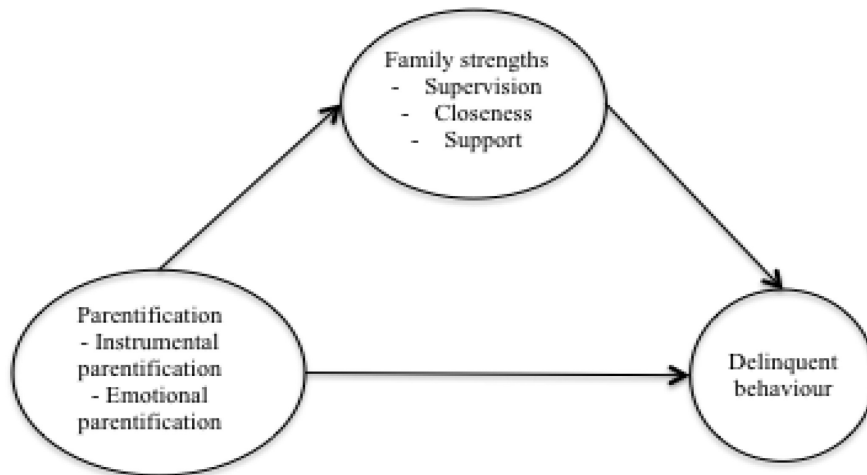 Family strengths
- Supervision
- Closeness
- Support
Parentification
- Instrumental
parentification
- Emotional
parentification
Delinquent
behaviour